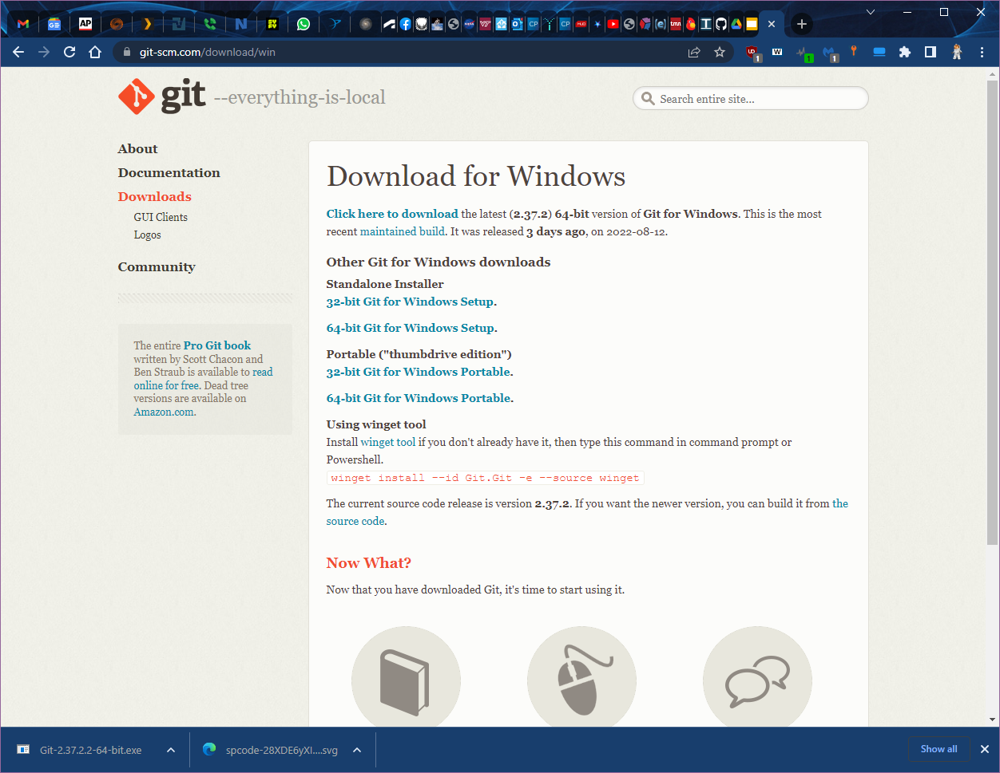 AP
git-scm.com/download/win
1
W
1
1
git --everything-is-local
Search entire site...
About
Documentation
Downloads
GUI Clients
Logos
Community
The entire Pro Git book
written by Scott Chacon and
Ben Straub is available to read
online for free. Dead tree
versions are available on
Amazon.com.
Download for Windows
Click here to download the latest (2.37.2) 64-bit version of Git for Windows. This is the most
recent maintained build. It was released 3 days ago, on 2022-08-12.
Other Git for Windows downloads
Standalone Installer
32-bit Git for Windows Setup.
64-bit Git for Windows Setup.
Portable ("thumbdrive edition")
32-bit Git for Windows Portable.
64-bit Git for Windows Portable.
Using winget tool
Install winget tool if you don't already have it, then type this command in command prompt or
Powershell.
winget install --id Git.Git -e --source winget
The current source code release is version 2.37.2. If you want the newer version, you can build it from the
source code.
Now What?
Now that you have downloaded Git, it's time to start using it.
Git-2.37.2.2-64-bit.exe
spcode-28XDE6yXI....svg
Show all